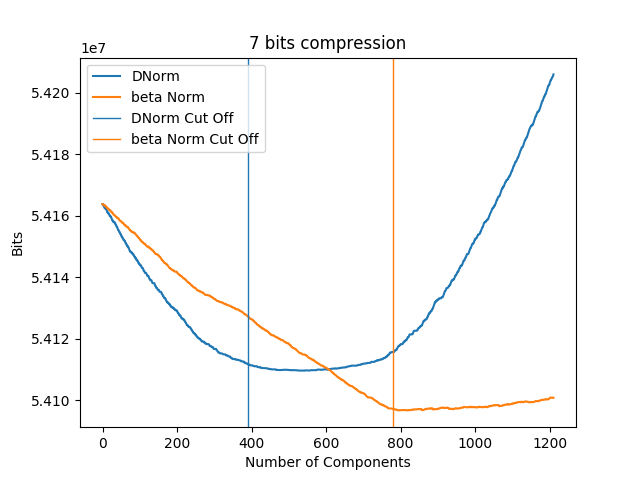 7 bits compression
1e7
DNorm
beta Norm
DNorm Cut Off
beta Norm Cut Off
5.420
5.418
5.416
5.414
5.412
5.410
Bits
0 200 400 600 800 1000 1200
Number of Components